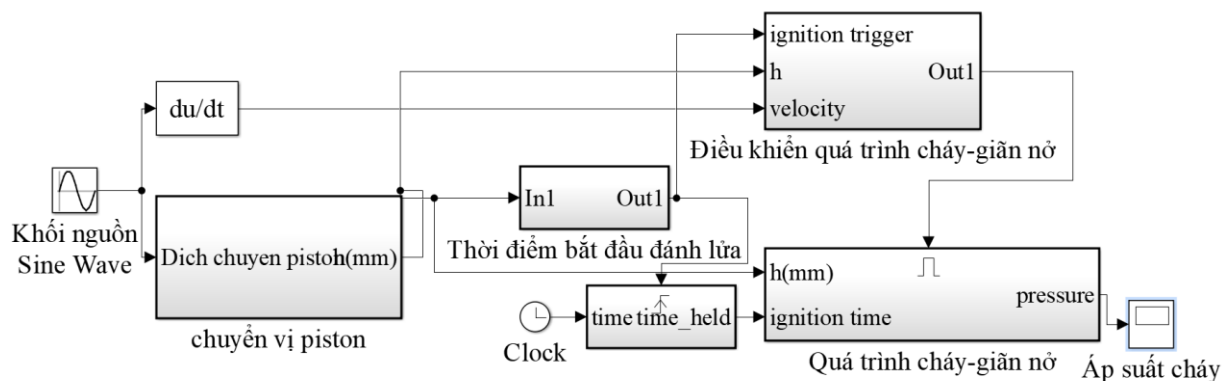 ignition trigger
h
Out1
velocity
Điều khiển quá trình cháy-giãn nở
du/dt
Khối nguồn
Sine Wave
Dich chuyen piston
h(mm)
chuyển vị piston
In1
Out1
Thời điểm bắt đầu đánh lửa
time
time_held
Clock
h(mm)
ignition time
pressure
Quá trình cháy-giãn nở
Áp suất cháy